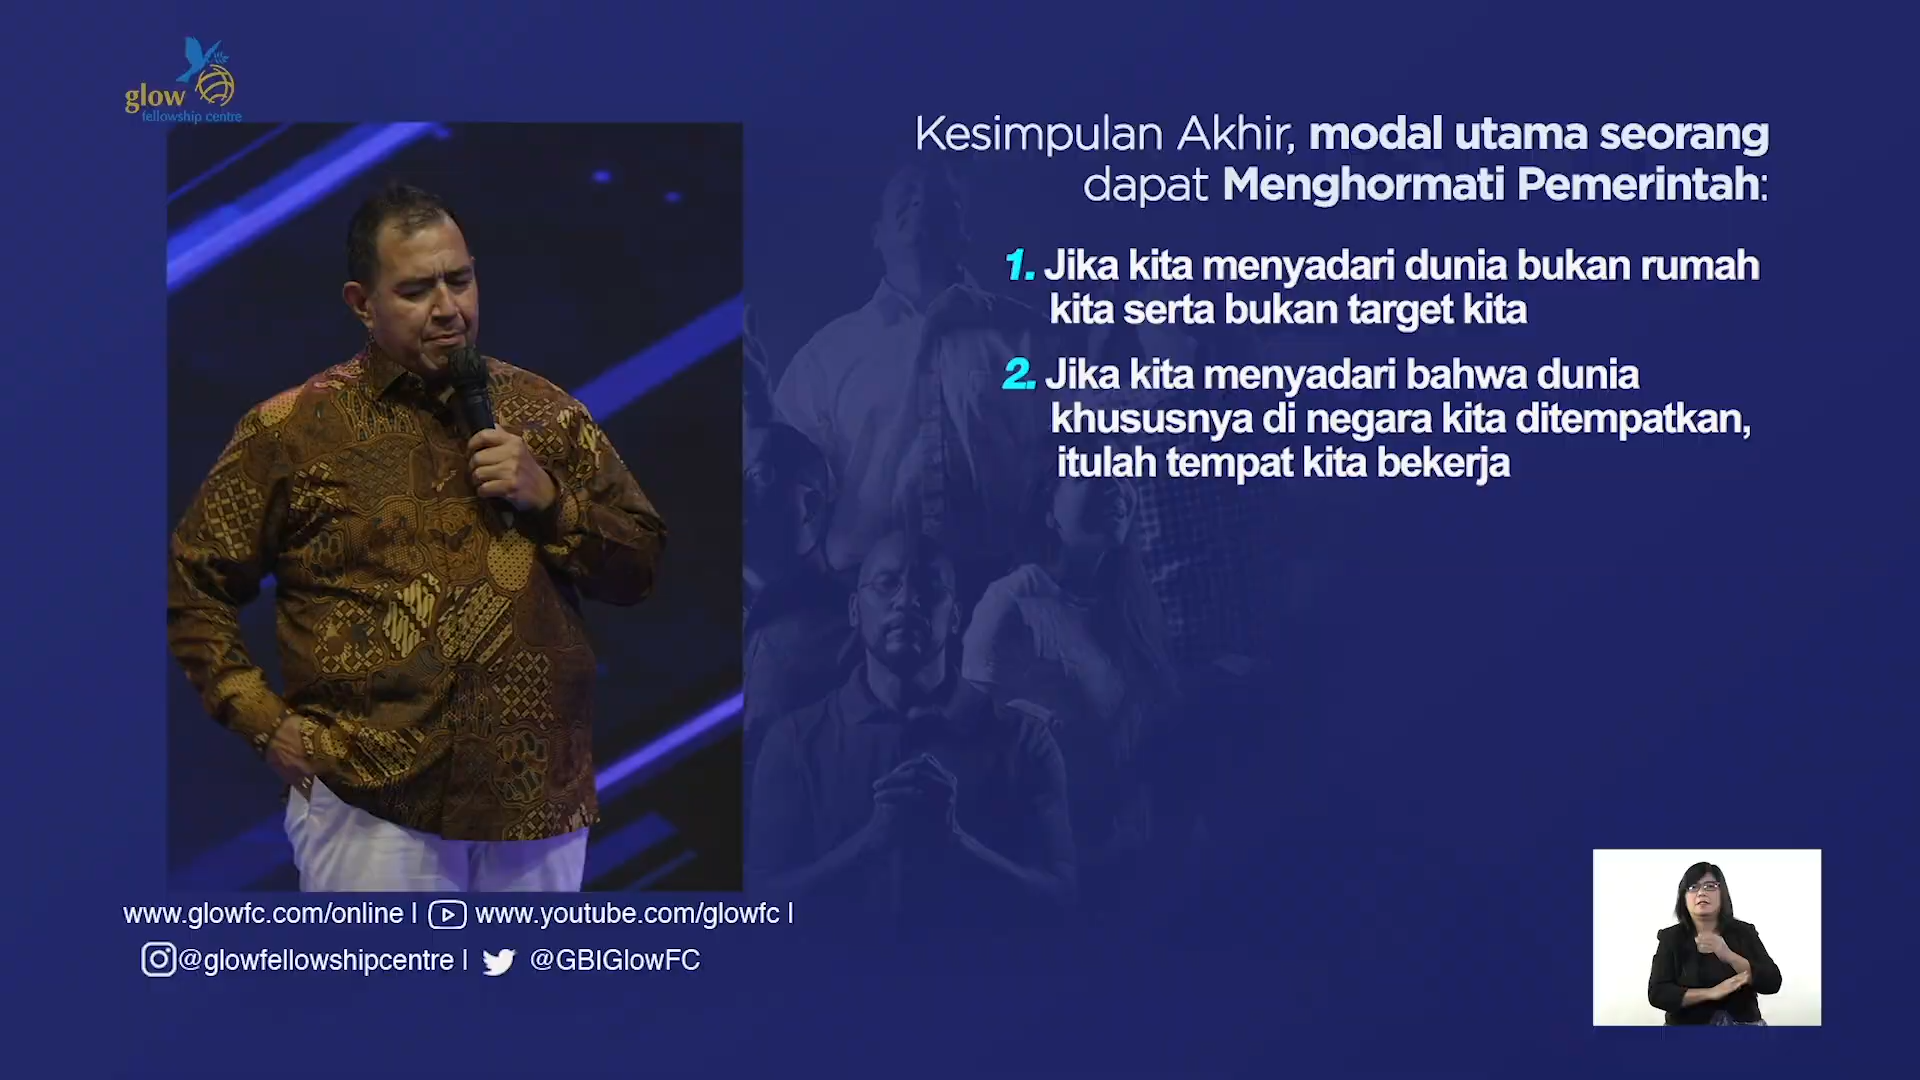 glow
fellowship centre
Kesimpulan Akhir, modal utama seorang
dapat Menghormati Pemerintah:
1. Jika kita menyadari dunia bukan rumah
kita serta bukan target kita
2. Jika kita menyadari bahwa dunia
khususnya di negara kita ditempatkan,
itulah tempat kita bekerja
www.glowfc.com/online | www.youtube.com/glowfc |
@glowfellowshipcentre | @GBIGlowFC